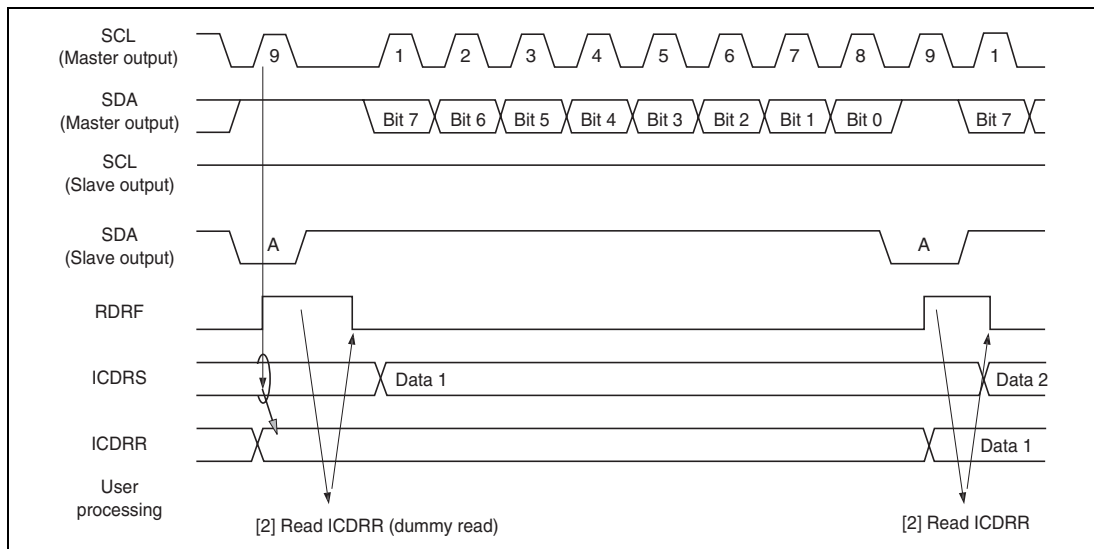 SCL
(Master output)
9 1 2 3 4 5 6 7 8 9 1
SDA
(Master output)
Bit 7 Bit 6 Bit 5 Bit 4 Bit 3 Bit 2 Bit 1 Bit 0 Bit 7
SCL
(Slave output)
SDA
(Slave output)
A A
RDRF
ICDRS
Data 1 Data 2
ICDRR
Data 1
User
processing
[2] Read ICDRR (dummy read) [2] Read ICDRR